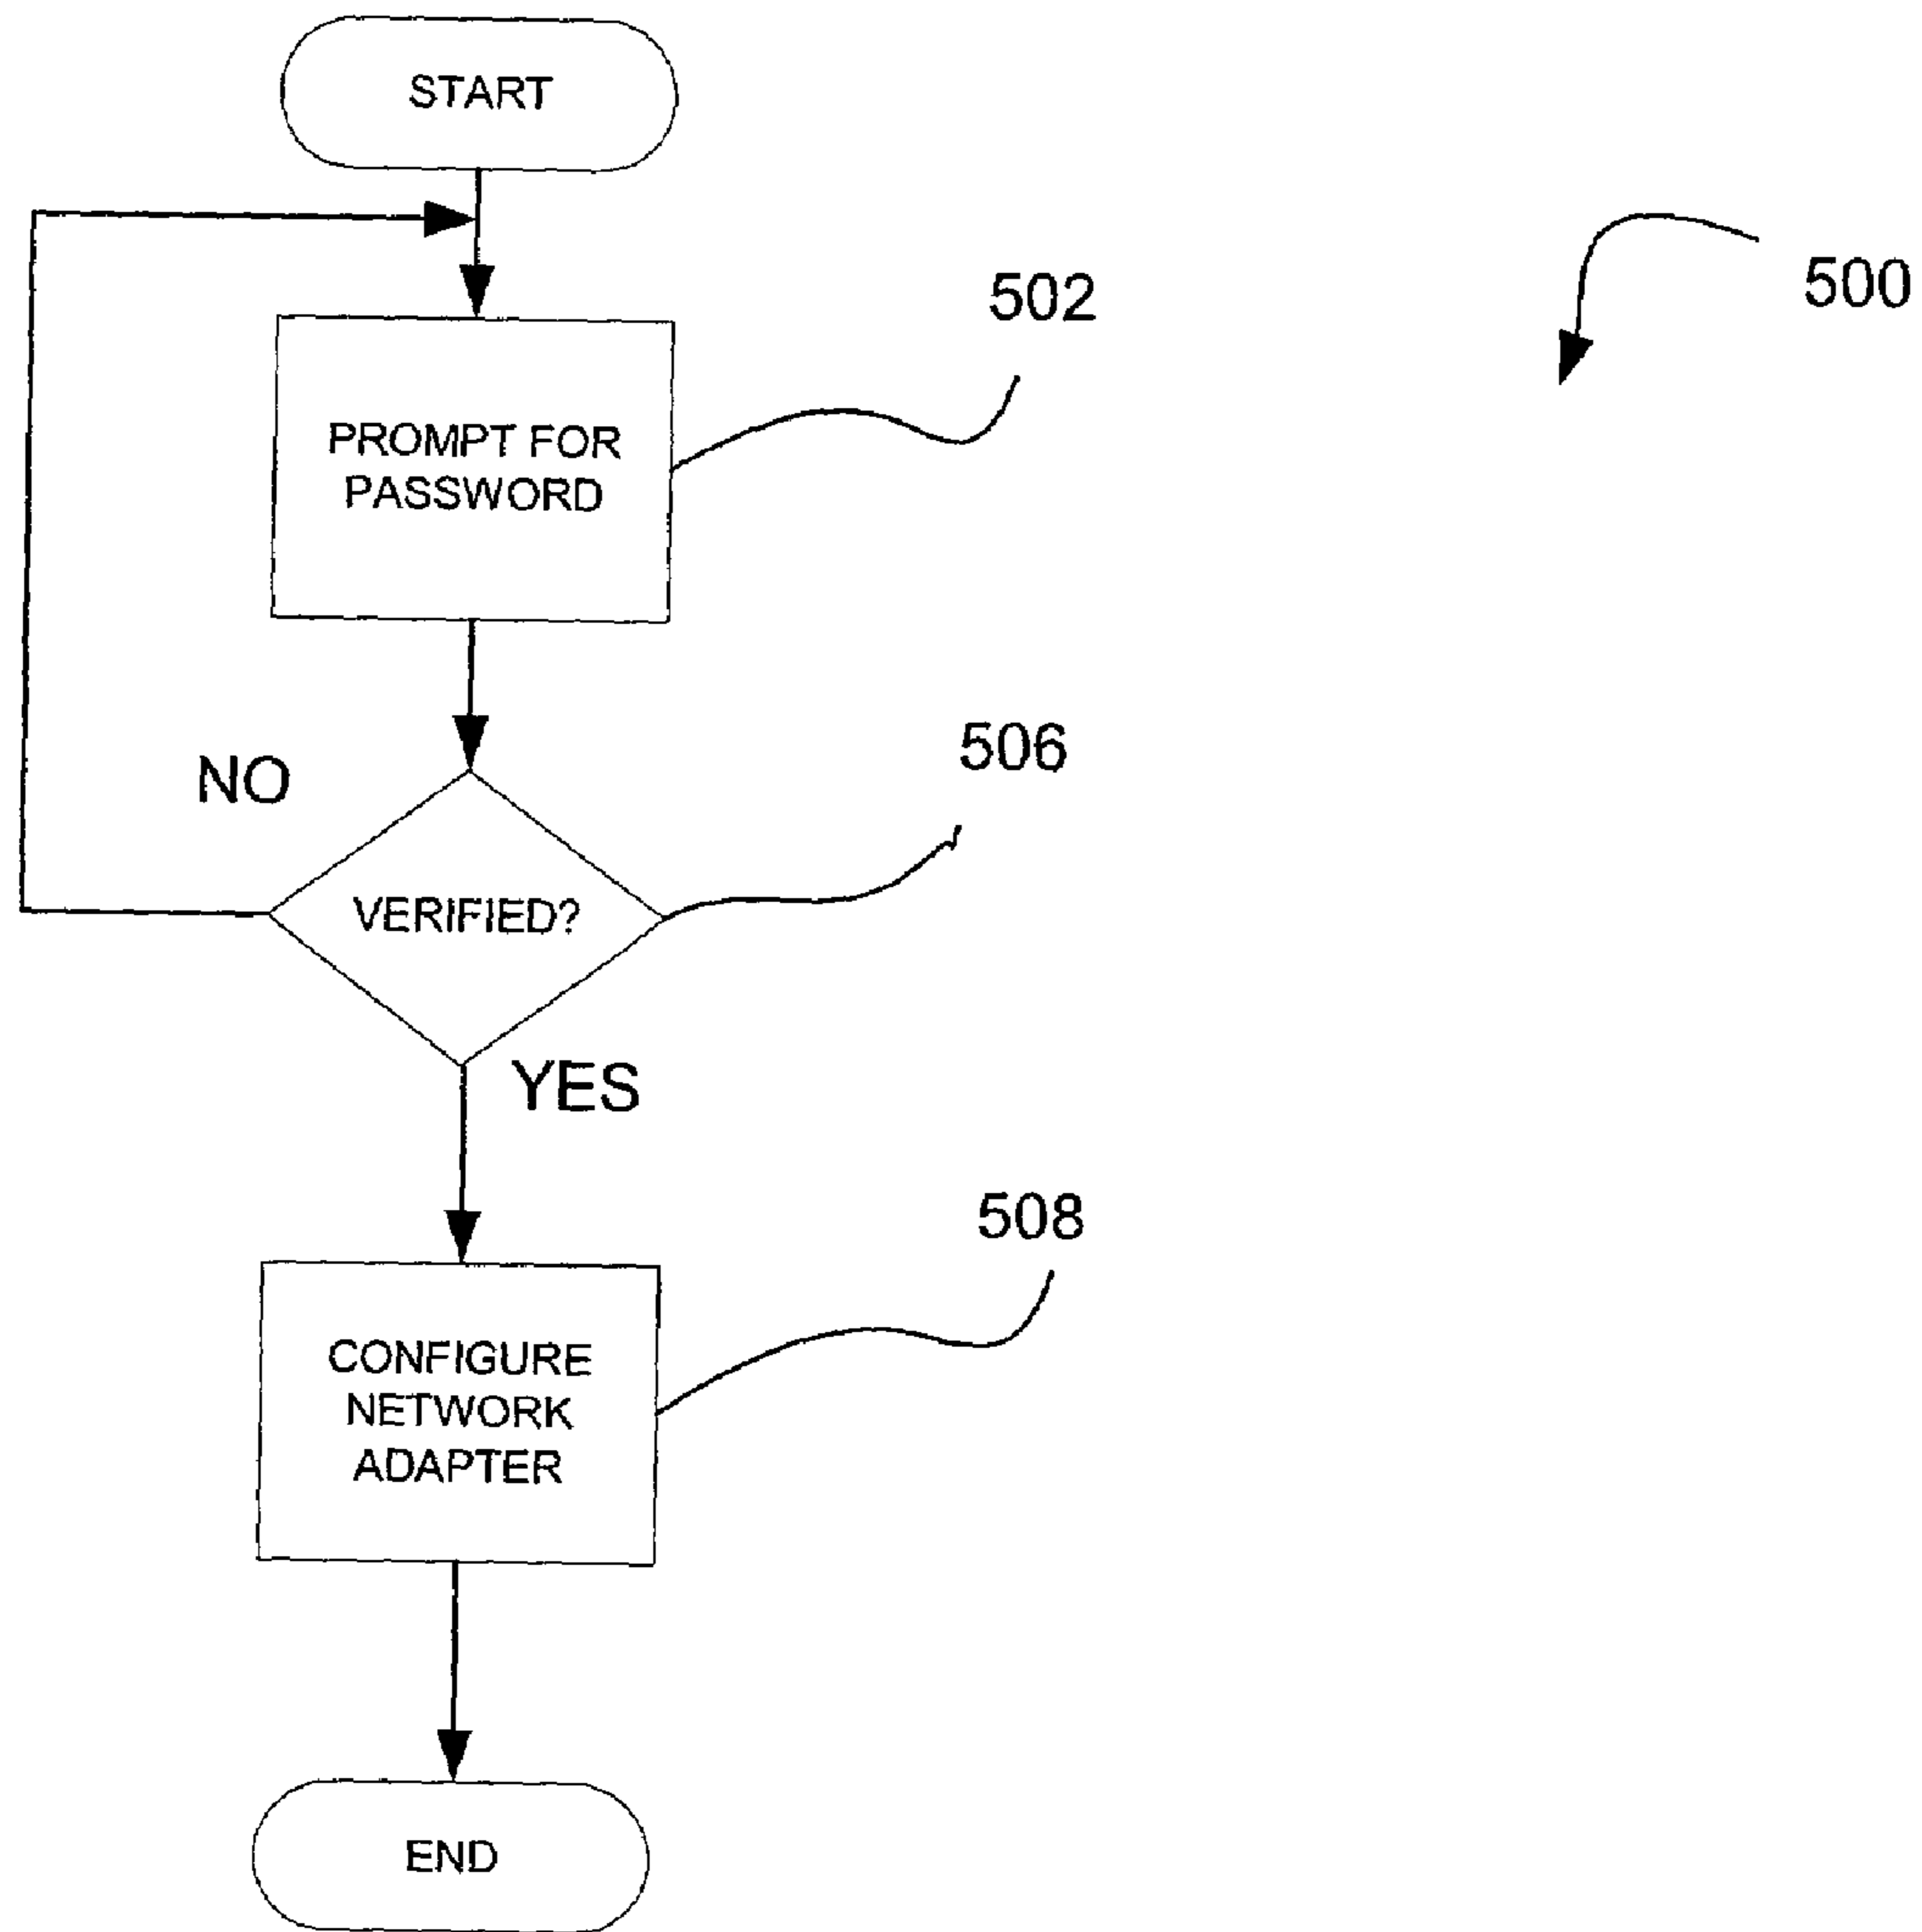 START
500
502
PROMPT FOR
PASSWORD
506
NO
VERIFIED?
YES
508
CONFIGURE
NETWORK
ADAPTER
END